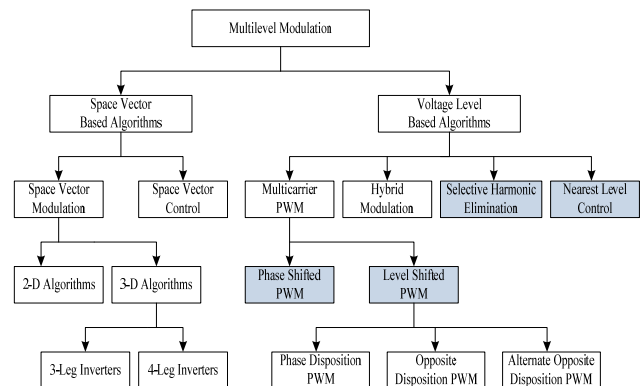 Multilevel Modulation
Space Vector
Based Algorithms
Voltage Level
Based Algorithms
Space Vector
Modulation
Space Vector
Control
Multicarrier
PWM
Hybrid
Modulation
Selective Harmonic
Elimination
Nearest Level
Control
2-D Algorithms
3-D Algorithms
Phase Shifted
PWM
Level Shifted
PWM
3-Leg Inverters
4-Leg Inverters
Phase Disposition
PWM
Opposite
Disposition PWM
Alternate Opposite
Disposition PWM